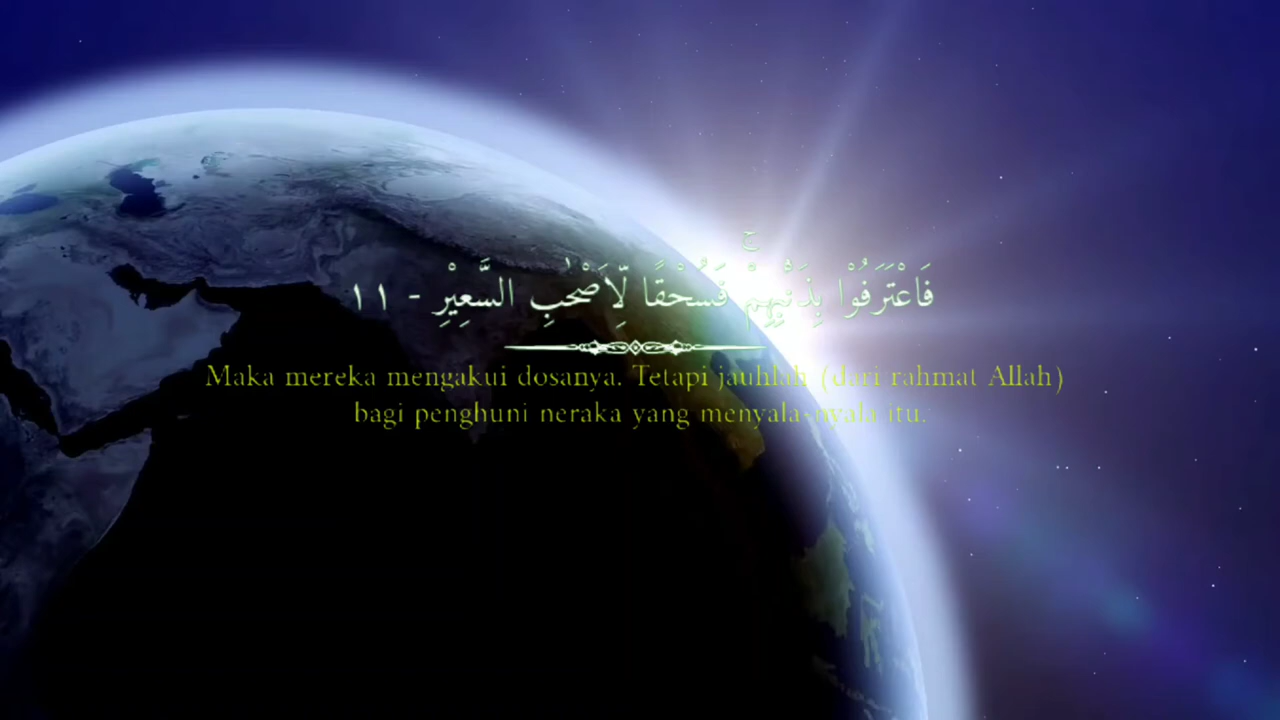 فَاعْتَرَفُوْا بِذَنْۢبِهِمْۚ فَسُحْقًا لِّاَصْحٰبِ السَّعِيْرِ - ١١
Maka mereka mengakui dosanya. Tetapi jauhlah (dari rahmat Allah)
bagi penghuni neraka yang menyala-nyala itu.